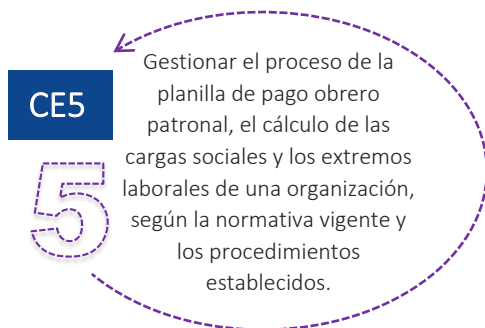 CE5
5
Gestionar el proceso de la
planilla de pago obrero
patronal, el cálculo de las
cargas sociales y los extremos
laborales de una organización,
según la normativa vigente y
los procedimientos
establecidos.